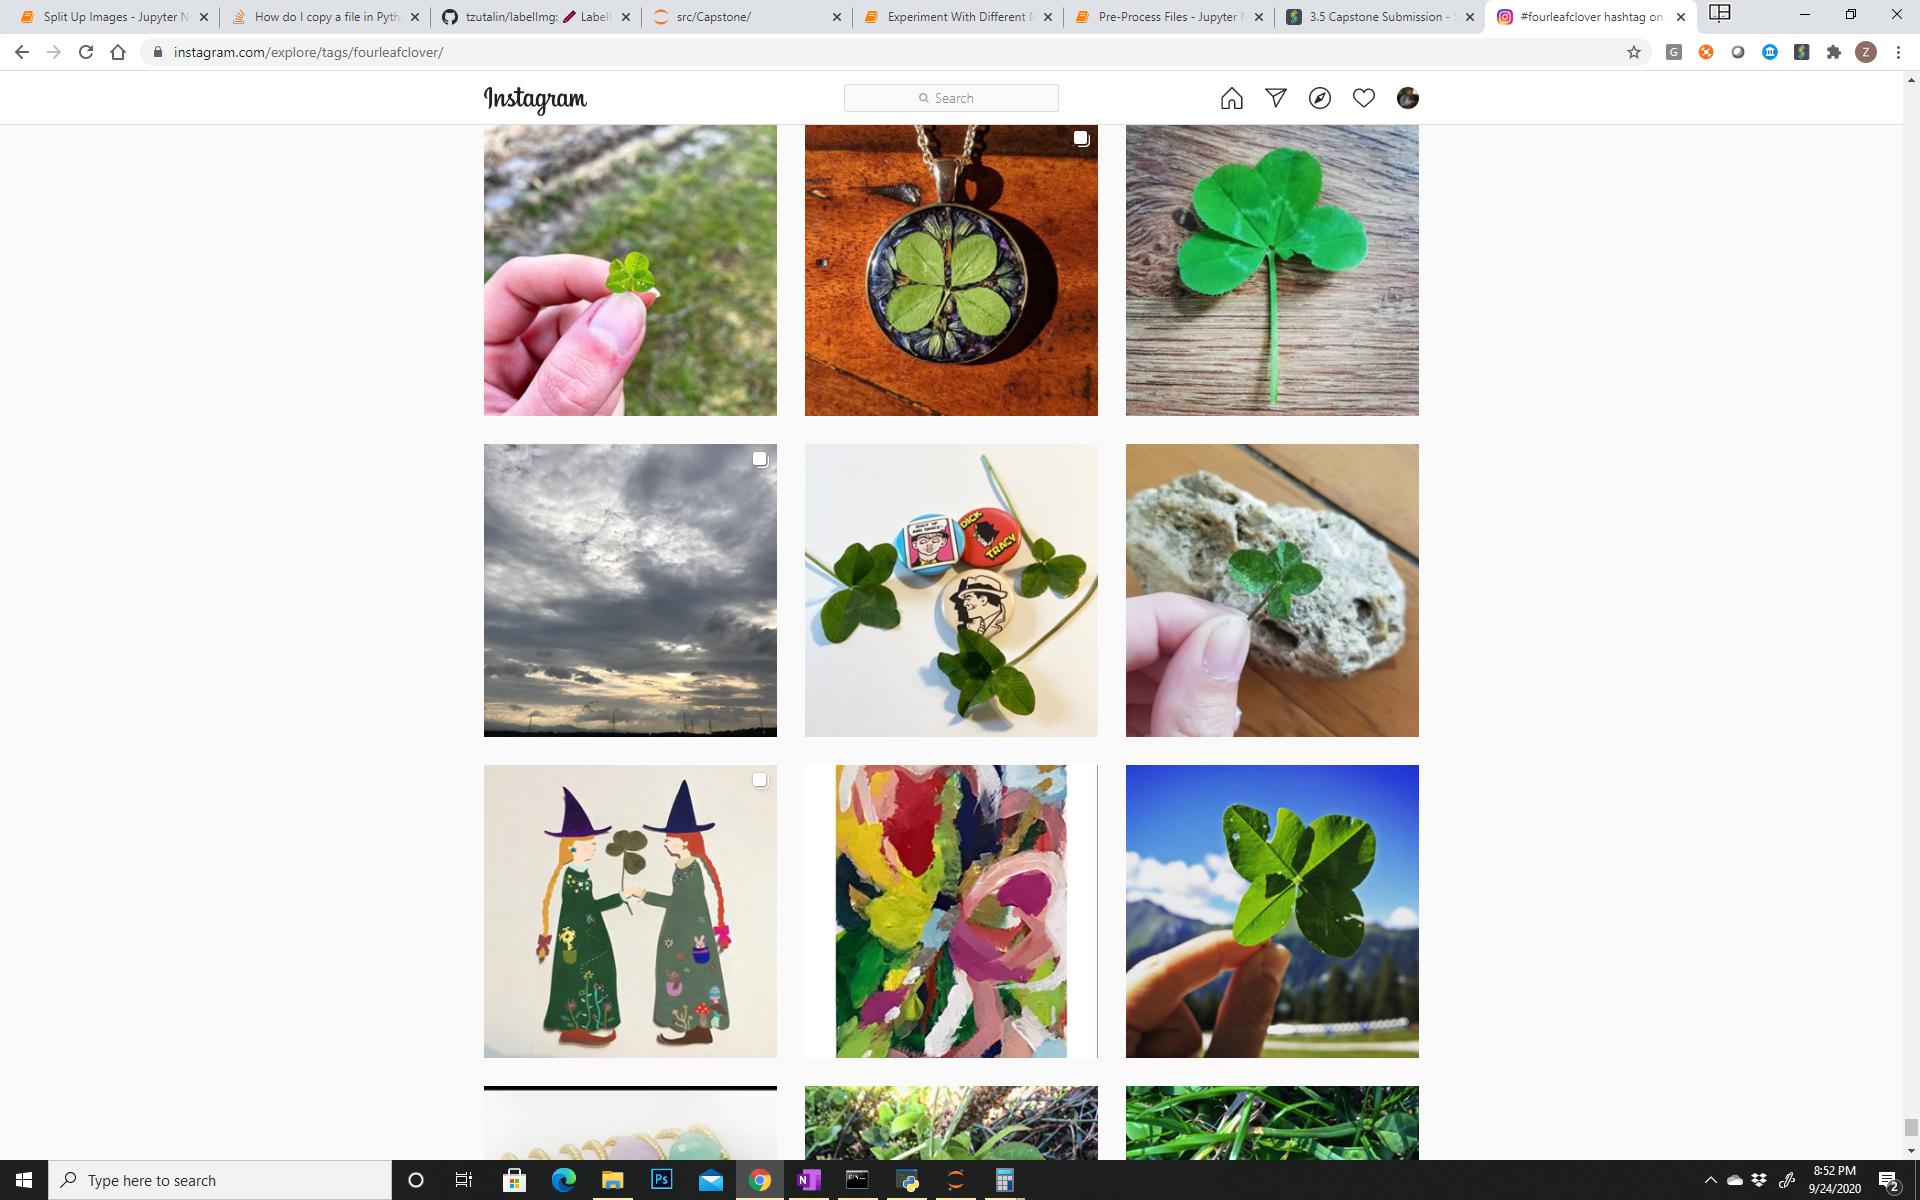 Split Up Images - Jupyter N
How do I copy a file in Pyth
tzutalin/labelImg: 🖍️ Label
src/Capstone/
Experiment With Different M
Pre-Process Files - Jupyter N
3.5 Capstone Submission - S
#fourleafclover hashtag on
instagram.com/explore/tags/fourleafclover/
G
Z
Instagram
Search
DICK
TRACY
Type here to search
Ps
N
8:52 PM
9/24/2020
2